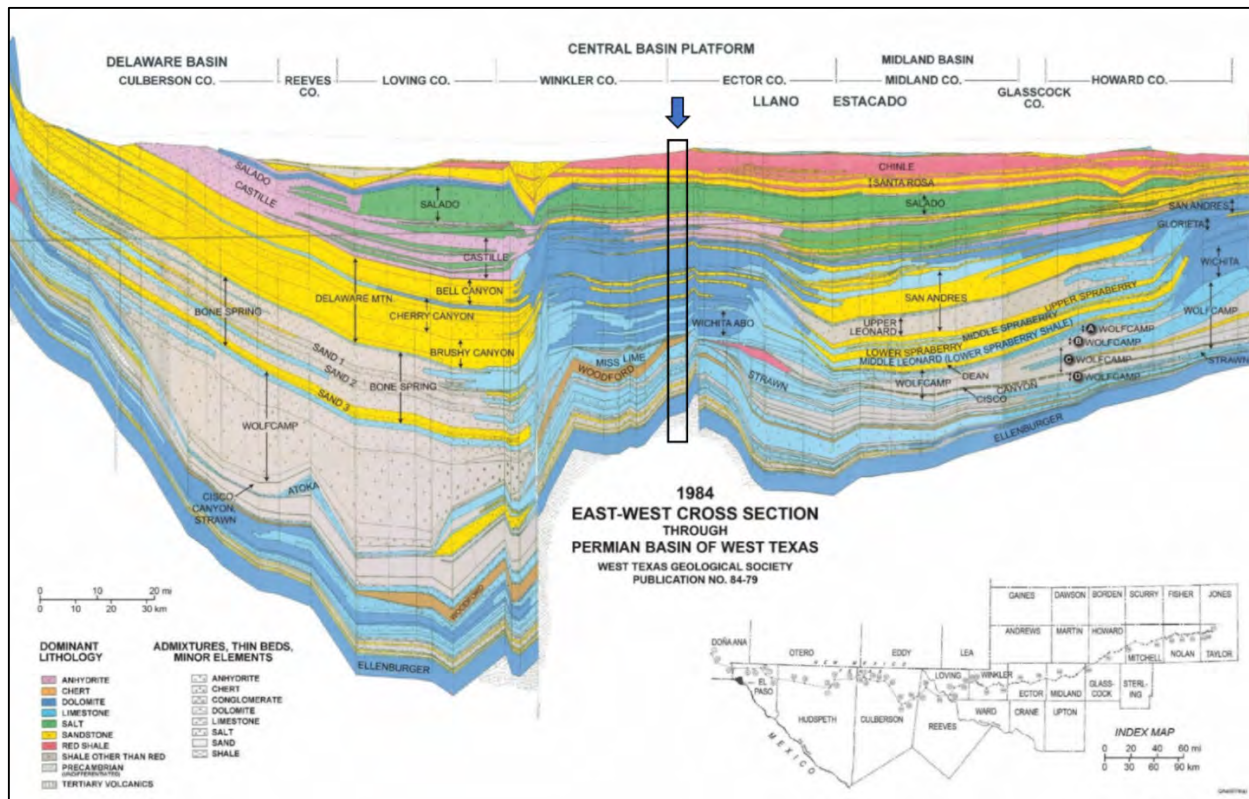 CENTRAL BASIN PLATFORM
DELAWARE BASIN
MIDLAND BASIN
CULBERSON CO.
REEVES CO.
LOVING CO.
WINKLER CO.
ECTOR CO.
MIDLAND CO.
GLASSCOCK CO.
HOWARD CO.
LLANO ESTACADO
SALADO
CASTILLE
SALADO
CASTILLE
BELL CANYON
CHERRY CANYON
BRUSHY CANYON
DELAWARE MTN.
BONE SPRING
BONE SPRING
SAND 1
SAND 2
SAND 3
WOLFCAMP
CISCO
CANYON,
STRAWN
ATOKA
WOODFORD
ELLENBURGER
MISS LIME
WOODFORD
WICHITA ABO
STRAWN
CHINLE
SANTA ROSA
SALADO
SAN ANDRES
GLORIETA
WICHITA
SAN ANDRES
UPPER LEONARD
UPPER SPRABERRY
MIDDLE SPRABERRY
LOWER SPRABERRY
MIDDLE LEONARD (LOWER SPRABERRY SHALE)
DEAN
WOLFCAMP
CANYON
CISCO
A WOLFCAMP
B WOLFCAMP
C WOLFCAMP
D WOLFCAMP
WOLFCAMP
STRAWN
ELLENBURGER
1984
EAST-WEST CROSS SECTION
THROUGH
PERMIAN BASIN OF WEST TEXAS
WEST TEXAS GEOLOGICAL SOCIETY
PUBLICATION NO. 84-79
0 10 20 mi
0 10 20 30 km
DOMINANT
LITHOLOGY
ANHYDRITE
CHERT
DOLOMITE
LIMESTONE
SALT
SANDSTONE
RED SHALE
SHALE OTHER THAN RED
PRECAMBRIAN
(UNDIFFERENTIATED)
TERTIARY VOLCANICS
ADMIXTURES, THIN BEDS,
MINOR ELEMENTS
ANHYDRITE
CHERT
CONGLOMERATE
DOLOMITE
LIMESTONE
SALT
SAND
SHALE
GAINES DAWSON BORDEN SCURRY FISHER JONES
ANDREWS MARTIN HOWARD MITCHELL NOLAN TAYLOR
DOÑA ANA OTERO EDDY LEA
NEW MEXICO
TEXAS
EL PASO
HUDSPETH CULBERSON REEVES LOVING WINKLER WARD
ECTOR MIDLAND GLASS-COCK STERL-ING
CRANE UPTON
MEXICO
INDEX MAP
0 20 40 60 mi
0 30 60 90 km